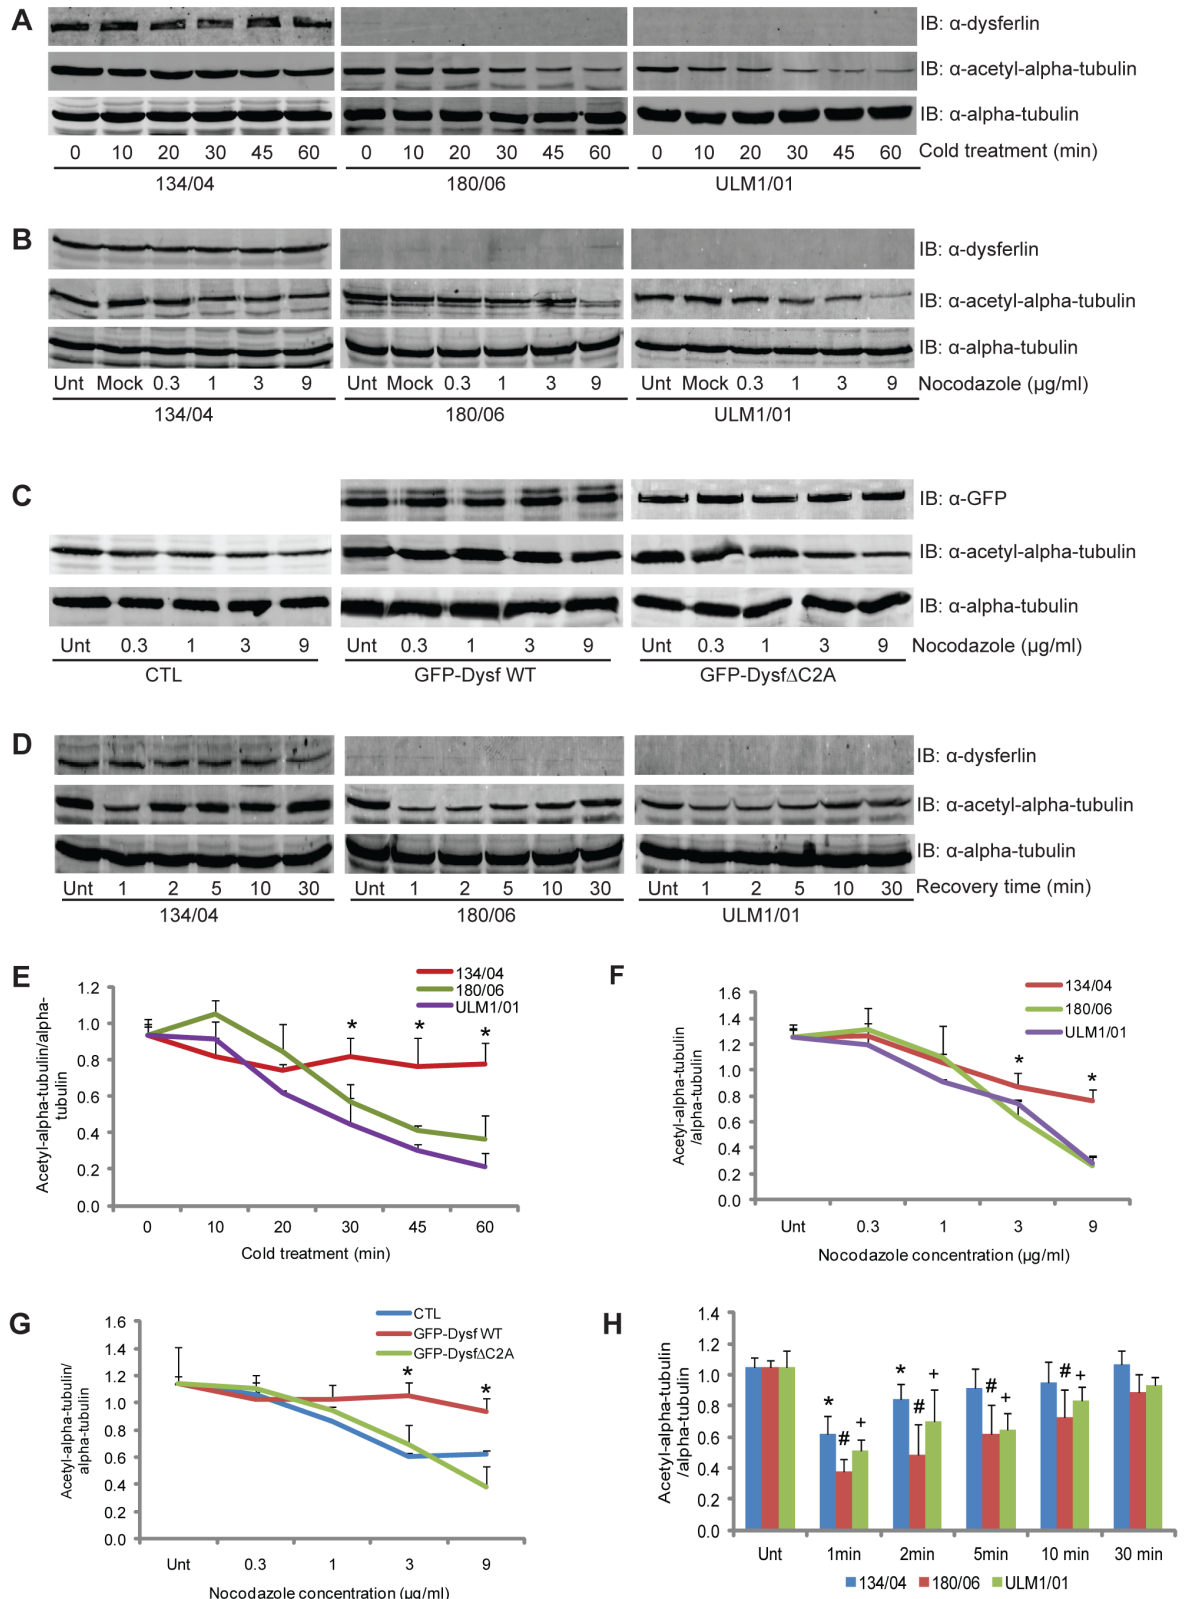 A
IB: α-dysferlin
IB: α-acetyl-alpha-tubulin
IB: α-alpha-tubulin
0 10 20 30 45 60 0 10 20 30 45 60 0 10 20 30 45 60 Cold treatment (min)
134/04 180/06 ULM1/01
B
IB: α-dysferlin
IB: α-acetyl-alpha-tubulin
IB: α-alpha-tubulin
Unt Mock 0.3 1 3 9 Unt Mock 0.3 1 3 9 Unt Mock 0.3 1 3 9 Nocodazole (µg/ml)
134/04 180/06 ULM1/01
C
IB: α-GFP
IB: α-acetyl-alpha-tubulin
IB: α-alpha-tubulin
Unt 0.3 1 3 9 Unt 0.3 1 3 9 Unt 0.3 1 3 9 Nocodazole (µg/ml)
CTL GFP-Dysf WT GFP-Dysf∆C2A
D
IB: α-dysferlin
IB: α-acetyl-alpha-tubulin
IB: α-alpha-tubulin
Unt 1 2 5 10 30 Unt 1 2 5 10 30 Unt 1 2 5 10 30 Recovery time (min)
134/04 180/06 ULM1/01
E
134/04
180/06
ULM1/01
Acetyl-alpha-tubulin/alpha-
tubulin
1.2
1.0
0.8
0.6
0.4
0.2
0.0
* * *
0 10 20 30 45 60
Cold treatment (min)
F
134/04
180/06
ULM1/01
Acetyl-alpha-tubulin
/alpha-tubulin
1.6
1.4
1.2
1.0
0.8
0.6
0.4
0.2
0.0
* *
Unt 0.3 1 3 9
Nocodazole concentration (µg/ml)
G
CTL
GFP-Dysf WT
GFP-Dysf∆C2A
Acetyl-alpha-tubulin/
alpha-tubulin
1.6
1.4
1.2
1.0
0.8
0.6
0.4
0.2
0.0
* *
Unt 0.3 1 3 9
Nocodazole concentration (µg/ml)
H
Acetyl-alpha-tubulin
/alpha-tubulin
1.4
1.2
1.0
0.8
0.6
0.4
0.2
0.0
* # + * # + # + # +
Unt 1min 2min 5min 10 min 30 min
134/04 180/06 ULM1/01